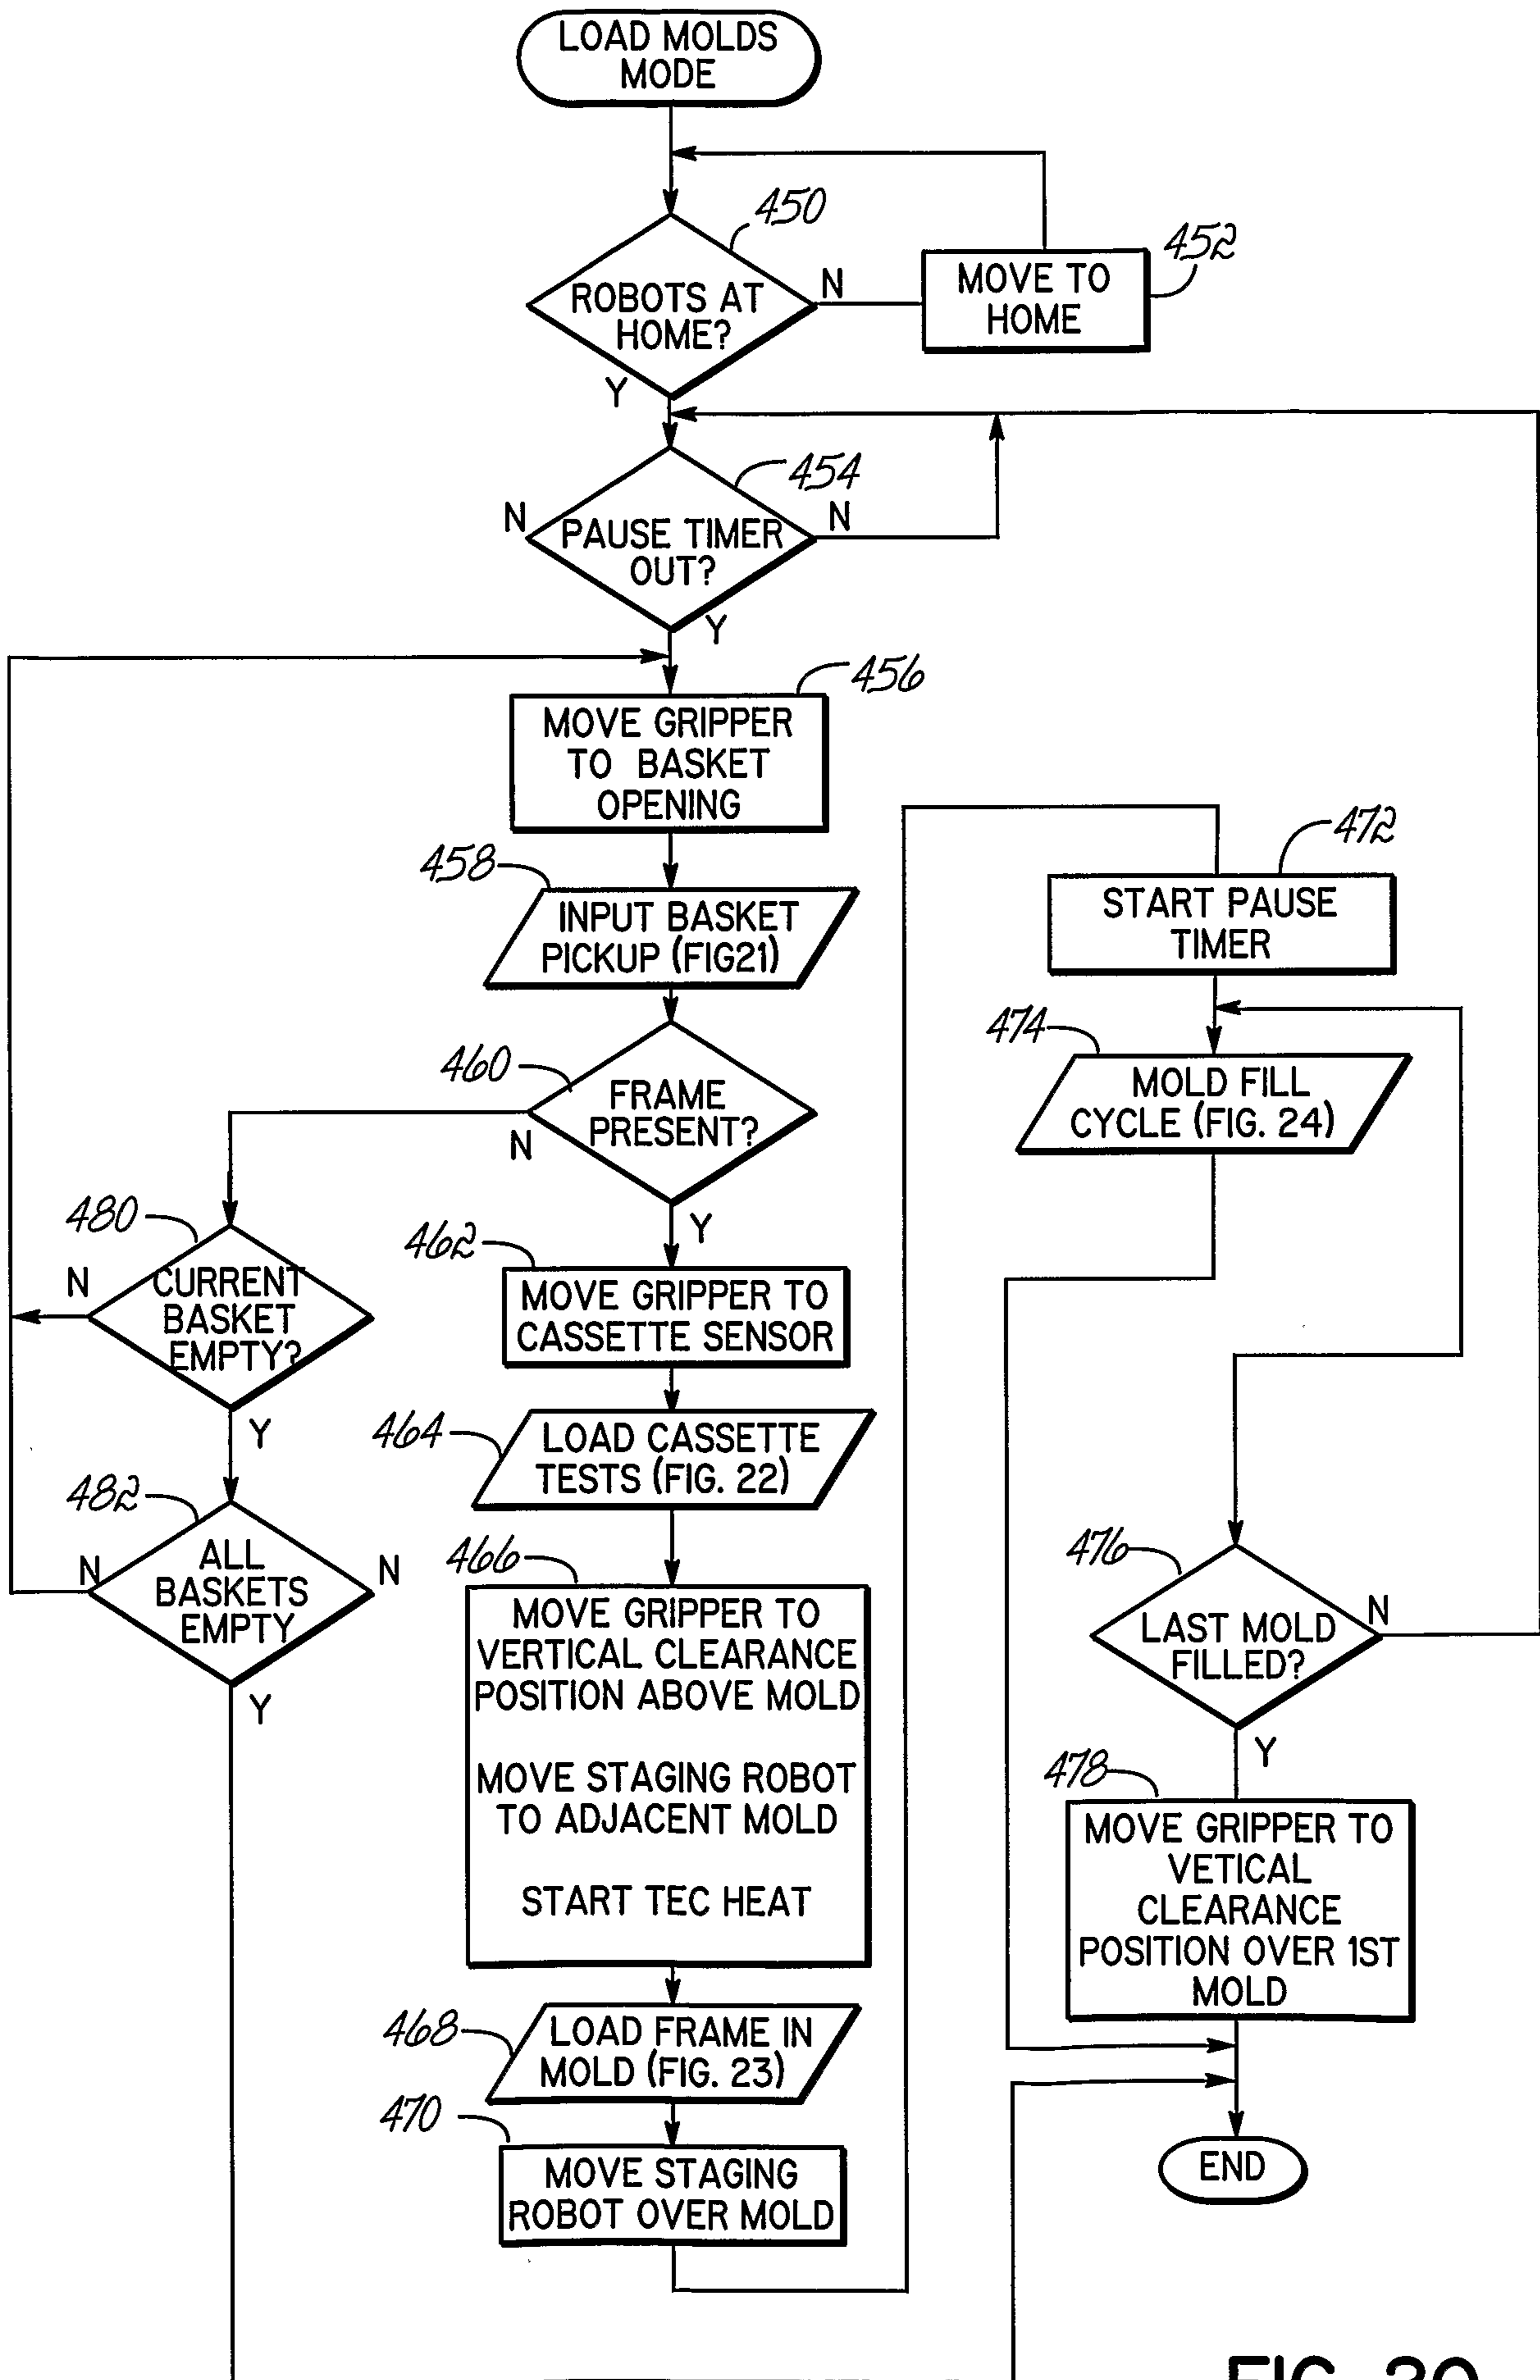 LOAD MOLDS
MODE
450
ROBOTS AT
HOME?
N
Y
452
MOVE TO
HOME
454
N
PAUSE TIMER
OUT?
N
Y
456
MOVE GRIPPER
TO BASKET
OPENING
458
INPUT BASKET
PICKUP (FIG21)
460
FRAME
PRESENT?
N
Y
480
N
CURRENT
BASKET
EMPTY?
Y
482
N
ALL
BASKETS
EMPTY
N
Y
462
MOVE GRIPPER TO
CASSETTE SENSOR
464
LOAD CASSETTE
TESTS (FIG. 22)
466
MOVE GRIPPER TO
VERTICAL CLEARANCE
POSITION ABOVE MOLD
MOVE STAGING ROBOT
TO ADJACENT MOLD
START TEC HEAT
468
LOAD FRAME IN
MOLD (FIG. 23)
470
MOVE STAGING
ROBOT OVER MOLD
472
START PAUSE
TIMER
474
MOLD FILL
CYCLE (FIG. 24)
476
LAST MOLD
FILLED?
N
Y
478
MOVE GRIPPER TO
VETICAL
CLEARANCE
POSITION OVER 1ST
MOLD
END
FIG. 20